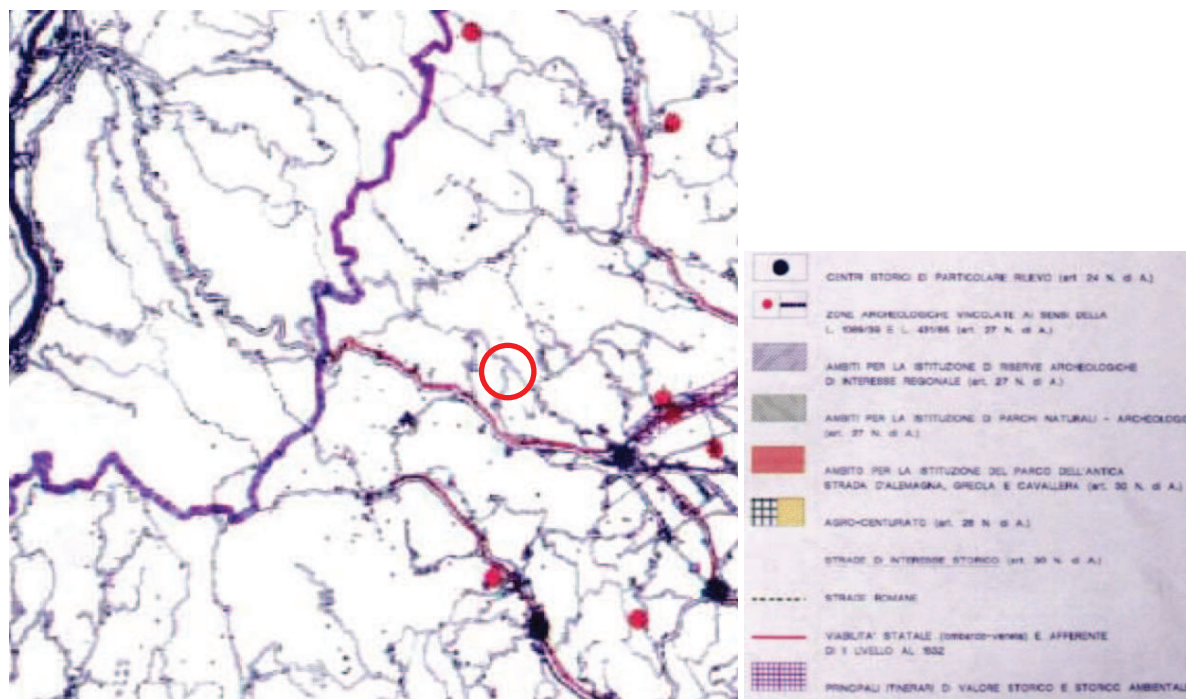 CENTRI STORICI DI PARTICOLARE RILIEVO (art. 24 N. di A.)
ZONE ARCHEOLOGICHE VINCOLATE AI SENSI DELLA
L. 1089/39 E L. 431/85 (art. 27 N. di A.)
AMBITI PER LA ISTITUZIONE DI RISERVE ARCHEOLOGICHE
DI INTERESSE REGIONALE (art. 27 N. di A.)
AMBITI PER LA ISTITUZIONE DI PARCHI NATURALI - ARCHEOLOG
(art. 27 N. di A.)
AMBITO PER LA ISTITUZIONE DEL PARCO DELL'ANTICA
STRADA D'ALEMAGNA, GRECLA E CAVALLERA (art. 30 N. di A.)
AGRO-CENTURIATO (art. 28 N. di A.)
STRADE DI INTERESSE STORICO (art. 30 N. di A.)
STRADE ROMANE
VIABILITA' STATALE (lombardo-veneta) E AFFERENTE
DI II LIVELLO AL 1832
PRINCIPALI ITINERARI DI VALORE STORICO E STORICO AMBIENTAL